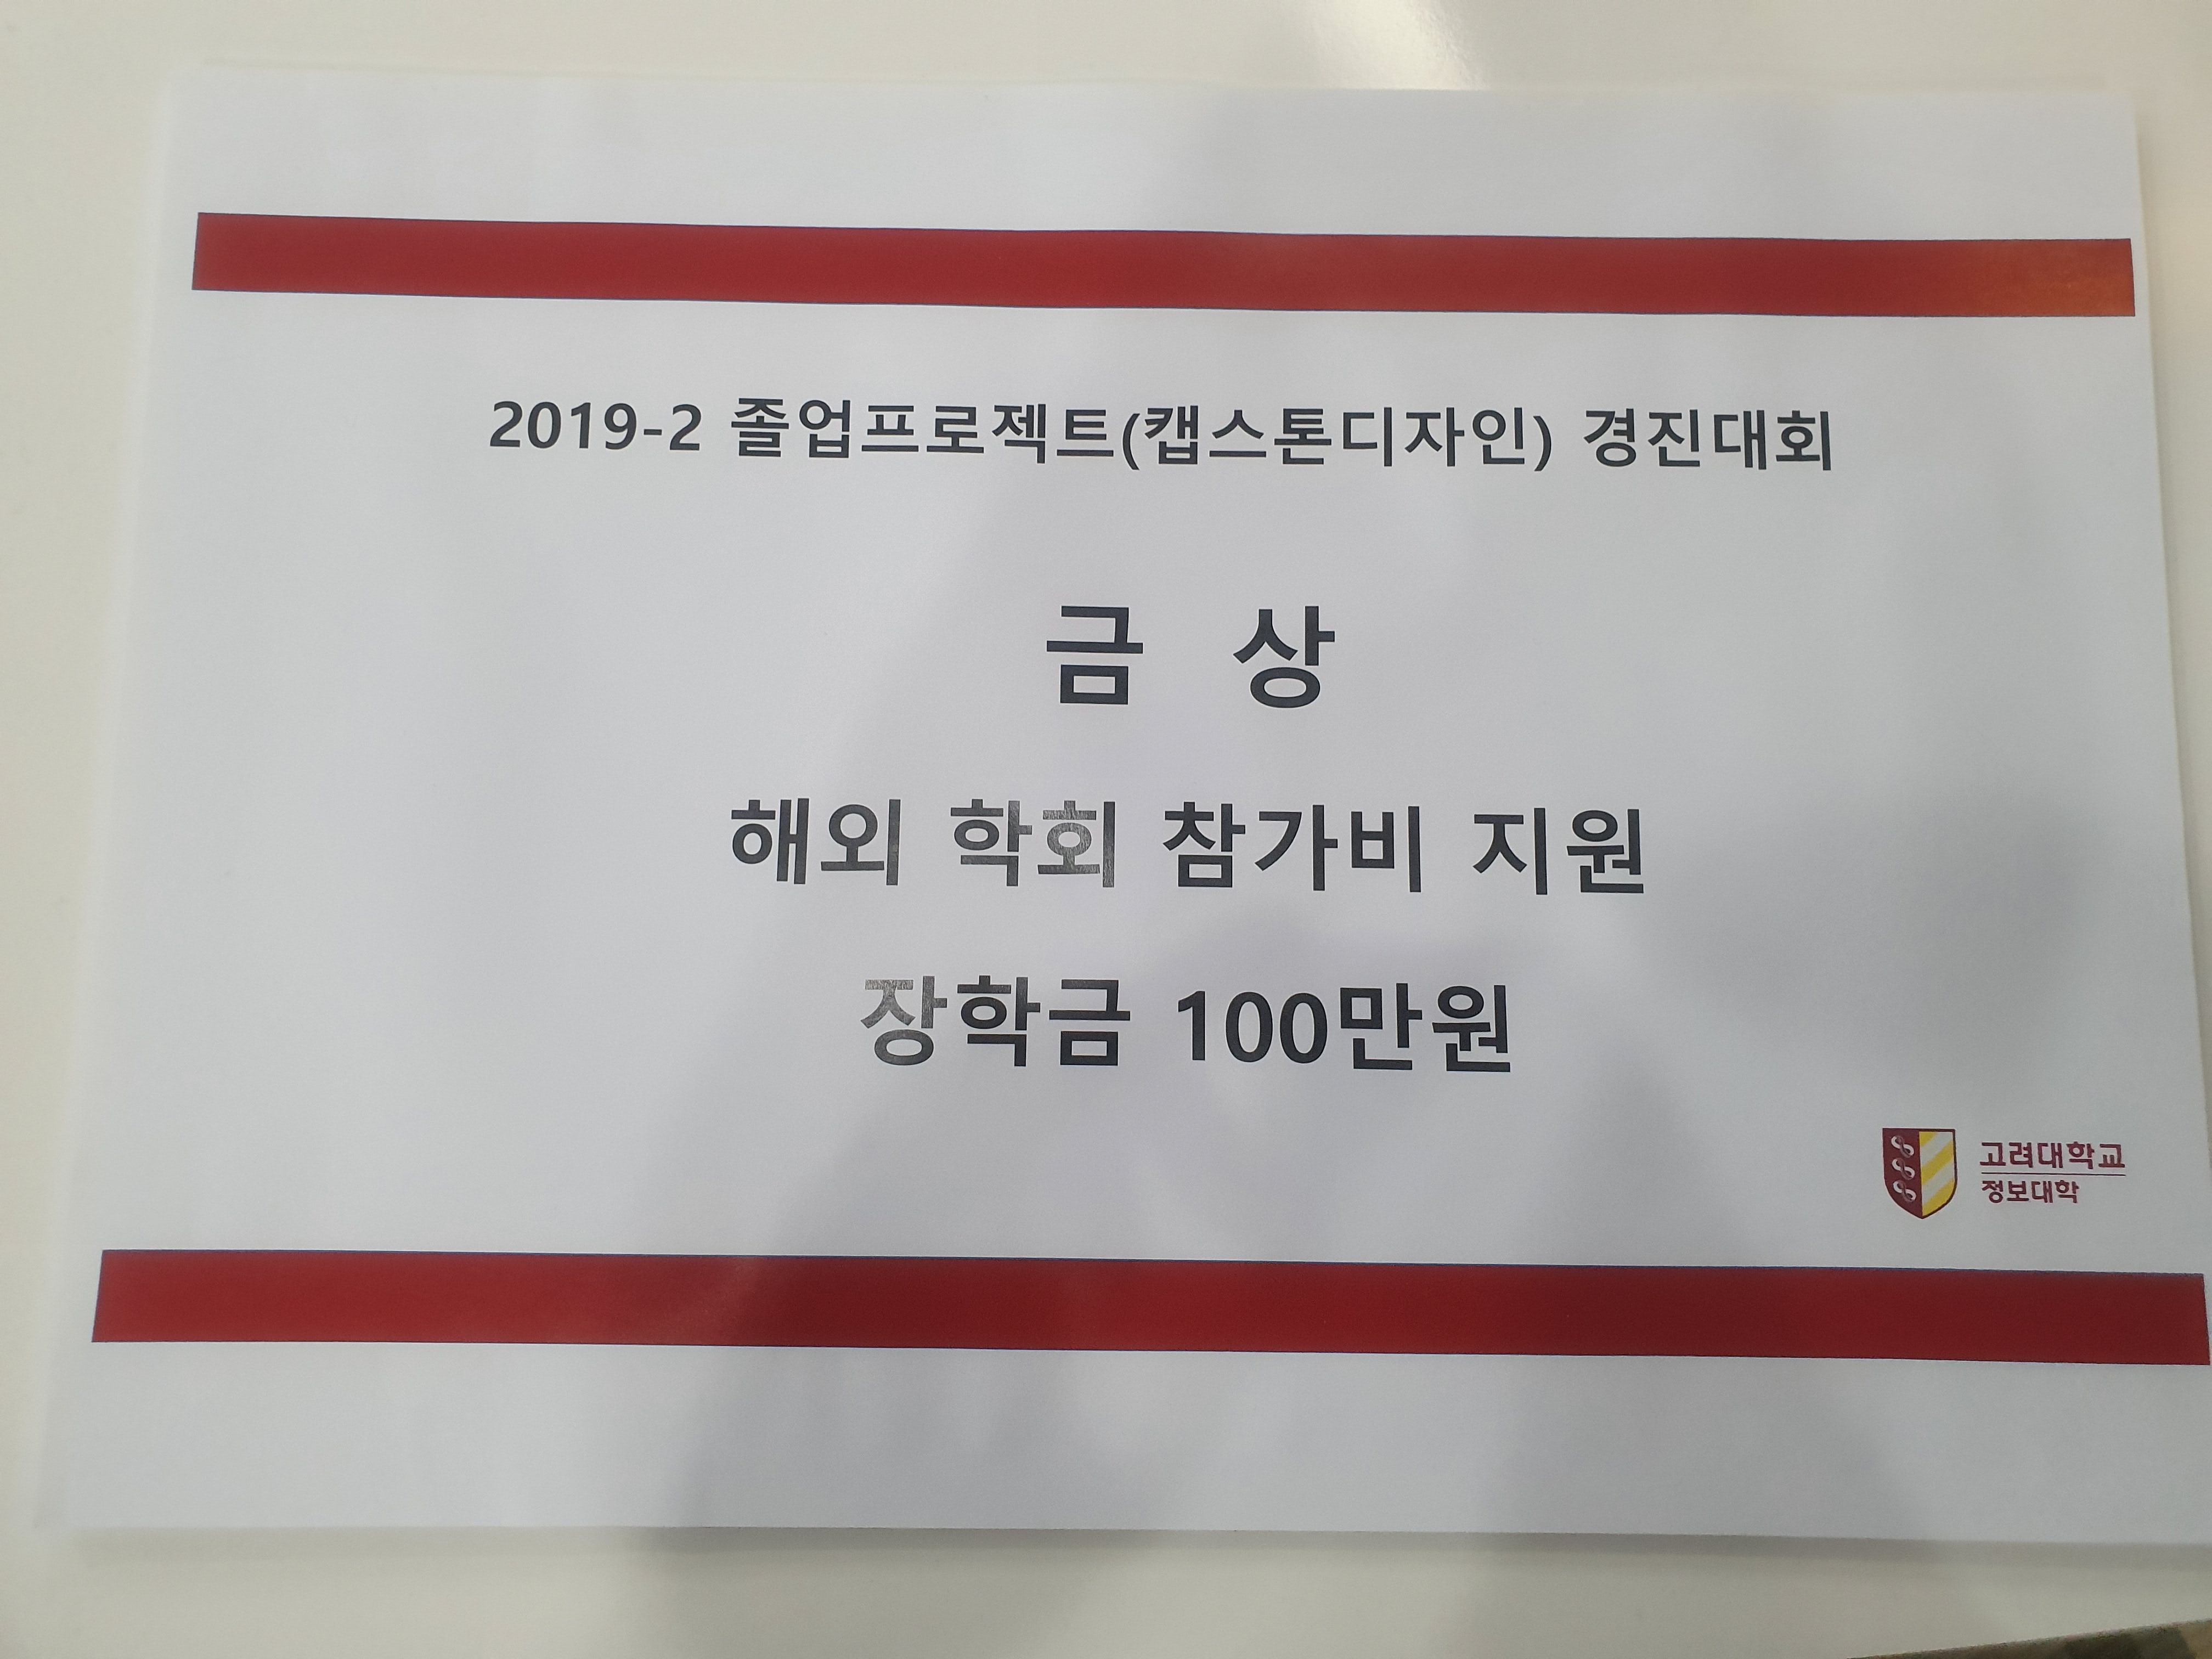 2019-2 졸업프로젝트(캡스톤디자인) 경진대회
금 상
해외 학회 참가비 지원
장학금 100만원
고려대학교
정보대학